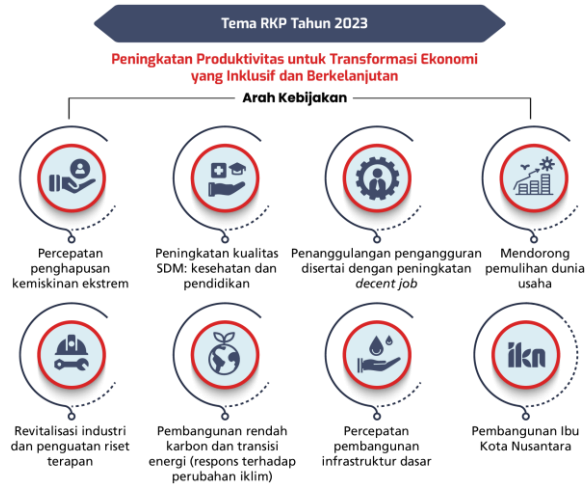 Tema RKP Tahun 2023
Peningkatan Produktivitas untuk Transformasi Ekonomi
yang Inklusif dan Berkelanjutan
Arah Kebijakan
Percepatan
penghapusan
kemiskinan ekstrem
Peningkatan kualitas
SDM: kesehatan dan
pendidikan
Penanggulangan pengangguran
disertai dengan peningkatan
decent job
Mendorong
pemulihan dunia
usaha
Revitalisasi industri
dan penguatan riset
terapan
Pembangunan rendah
karbon dan transisi
energi (respons terhadap
perubahan iklim)
Percepatan
pembangunan
infrastruktur dasar
ikn
Pembangunan Ibu
Kota Nusantara